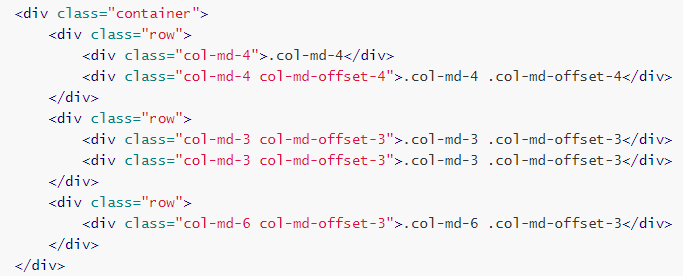 <div class="container">
    <div class="row">
        <div class="col-md-4">.col-md-4</div>
        <div class="col-md-4 col-md-offset-4">.col-md-4 .col-md-offset-4</div>
    </div>
    <div class="row">
        <div class="col-md-3 col-md-offset-3">.col-md-3 .col-md-offset-3</div>
        <div class="col-md-3 col-md-offset-3">.col-md-3 .col-md-offset-3</div>
    </div>
    <div class="row">
        <div class="col-md-6 col-md-offset-3">.col-md-6 .col-md-offset-3</div>
    </div>
</div>